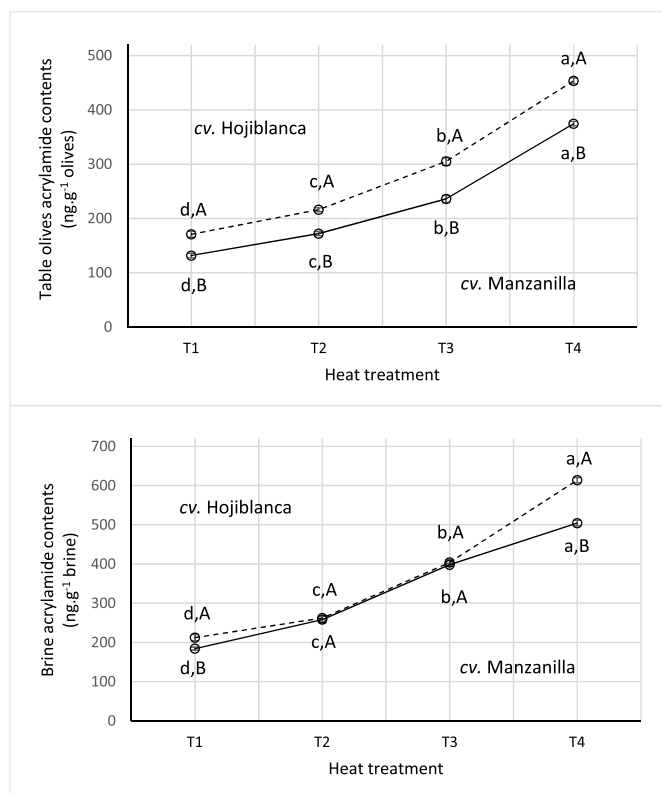 Table olives acrylamide contents
(ng.g⁻¹ olives)
500
400
300
200
100
0
cv. Hojiblanca
cv. Manzanilla
d,A
c,A
b,A
a,A
d,B
c,B
b,B
a,B
T1 T2 T3 T4
Heat treatment
Brine acrylamide contents
(ng.g⁻¹ brine)
700
600
500
400
300
200
100
0
cv. Hojiblanca
cv. Manzanilla
d,A
c,A
b,A
a,A
d,B
c,A
b,A
a,B
T1 T2 T3 T4
Heat treatment